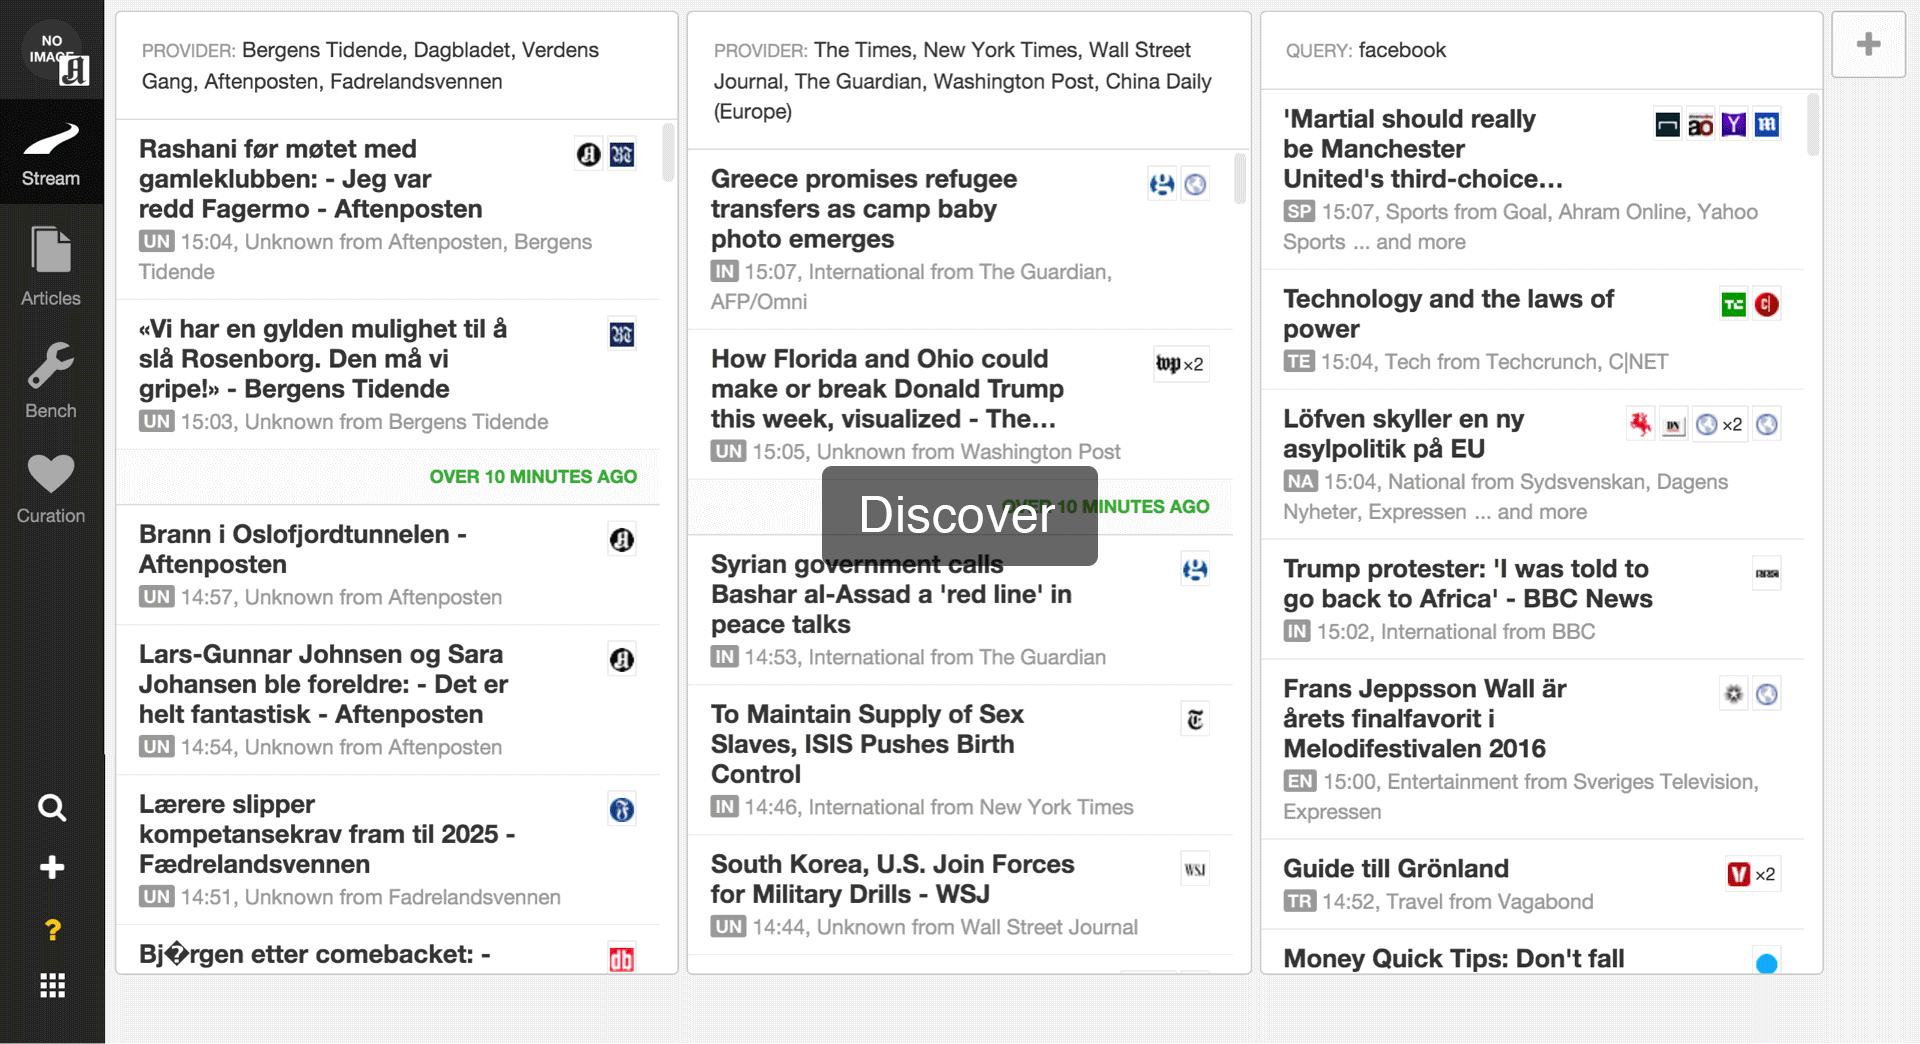 NO
IMAGE
Stream
Articles
Bench
Curation
?
PROVIDER: Bergens Tidende, Dagbladet, Verdens
Gang, Aftenposten, Fadrelandsvennen
Rashani før møtet med
gamleklubben: - Jeg var
redd Fagermo - Aftenposten
UN 15:04, Unknown from Aftenposten, Bergens
Tidende
«Vi har en gylden mulighet til å
slå Rosenborg. Den må vi
gripe!» - Bergens Tidende
UN 15:03, Unknown from Bergens Tidende
OVER 10 MINUTES AGO
Brann i Oslofjordtunnelen -
Aftenposten
UN 14:57, Unknown from Aftenposten
Lars-Gunnar Johnsen og Sara
Johansen ble foreldre: - Det er
helt fantastisk - Aftenposten
UN 14:54, Unknown from Aftenposten
Lærere slipper
kompetansekrav fram til 2025 -
Fædrelandsvennen
UN 14:51, Unknown from Fadrelandsvennen
Bj�rgen etter comebacket: -
db
PROVIDER: The Times, New York Times, Wall Street
Journal, The Guardian, Washington Post, China Daily
(Europe)
Greece promises refugee
transfers as camp baby
photo emerges
IN 15:07, International from The Guardian,
AFP/Omni
How Florida and Ohio could
make or break Donald Trump
this week, visualized - The...
wp ×2
UN 15:05, Unknown from Washington Post
OVER 10 MINUTES AGO
Discover
Syrian government calls
Bashar al-Assad a 'red line' in
peace talks
IN 14:53, International from The Guardian
To Maintain Supply of Sex
Slaves, ISIS Pushes Birth
Control
IN 14:46, International from New York Times
South Korea, U.S. Join Forces
for Military Drills - WSJ
WSJ
UN 14:44, Unknown from Wall Street Journal
QUERY: facebook
'Martial should really
be Manchester
United's third-choice...
ao Y m
SP 15:07, Sports from Goal, Ahram Online, Yahoo
Sports ... and more
Technology and the laws of
power
TC C|
TE 15:04, Tech from Techcrunch, C|NET
Löfven skyller en ny
asylpolitik på EU
DN ×2
NA 15:04, National from Sydsvenskan, Dagens
Nyheter, Expressen ... and more
Trump protester: 'I was told to
go back to Africa' - BBC News
BBC
IN 15:02, International from BBC
Frans Jeppsson Wall är
årets finalfavorit i
Melodifestivalen 2016
EN 15:00, Entertainment from Sveriges Television,
Expressen
Guide till Grönland
V ×2
TR 14:52, Travel from Vagabond
Money Quick Tips: Don't fall